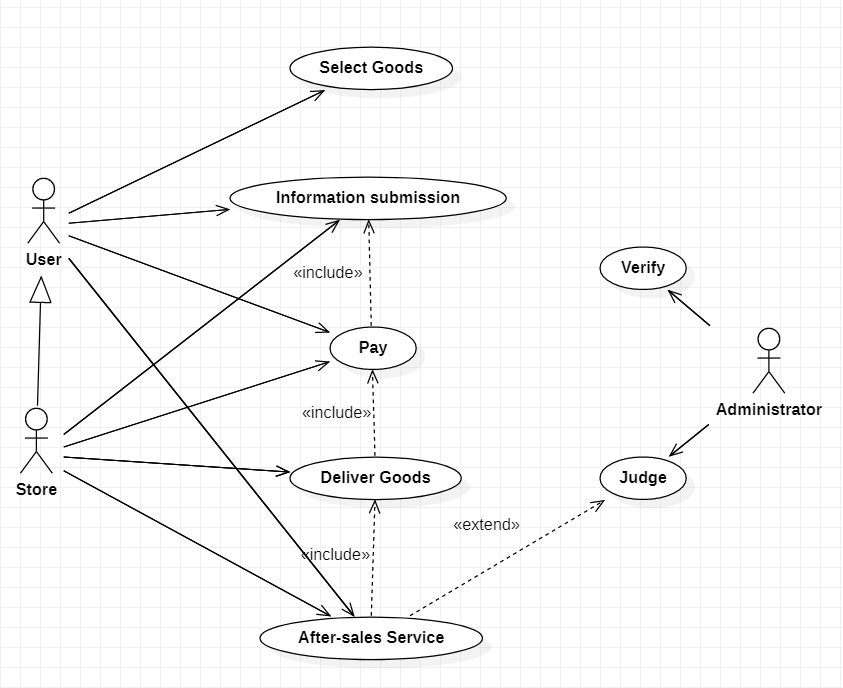 Select Goods
Information submission
User
«include»
Verify
Pay
Administrator
«include»
Store
Deliver Goods
Judge
«extend»
«include»
After-sales Service